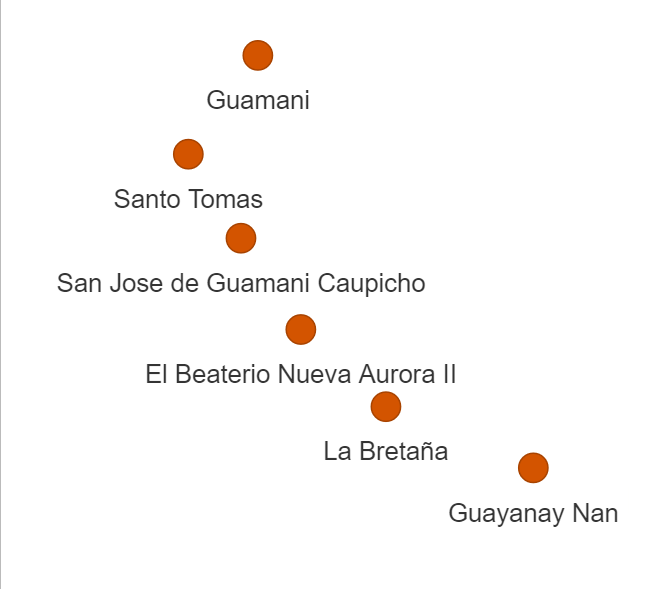 Guamani
Santo Tomas
San Jose de Guamani Caupicho
El Beaterio Nueva Aurora II
La Bretaña
Guayanay Nan